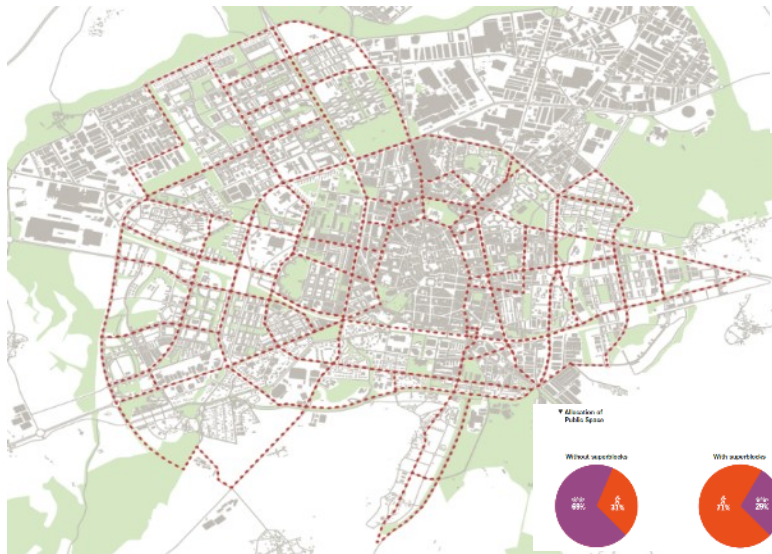 ▼ Allocation of
Public Space
Without superblocks
With superblocks
69%
31%
71%
29%